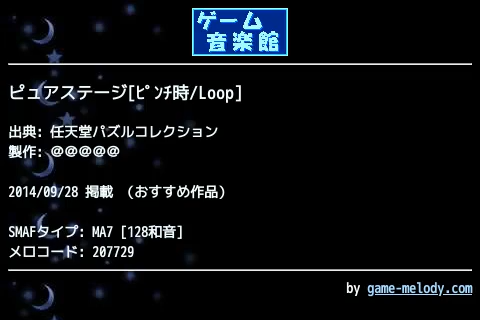 ゲーム
音楽館
ピュアステージ[ﾋﾟﾝﾁ時/Loop]
出典: 任天堂パズルコレクション
製作: @@@@@
2014/09/28 掲載 (おすすめ作品)
SMAFタイプ: MA7 [128和音]
メロコード: 207729
by game-melody.com